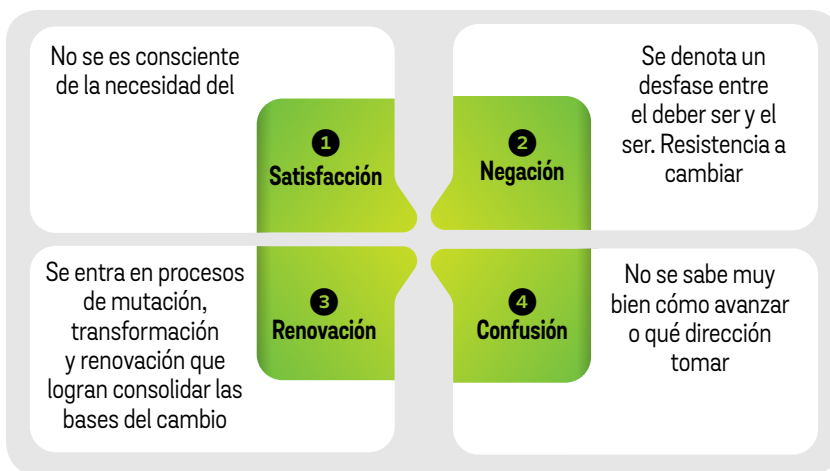 No se es consciente
de la necesidad del
1
Satisfacción
2
Negación
Se denota un
desfase entre
el deber ser y el
ser. Resistencia a
cambiar
Se entra en procesos
de mutación,
transformación
y renovación que
logran consolidar las
bases del cambio
3
Renovación
4
Confusión
No se sabe muy
bien cómo avanzar
o qué dirección
tomar